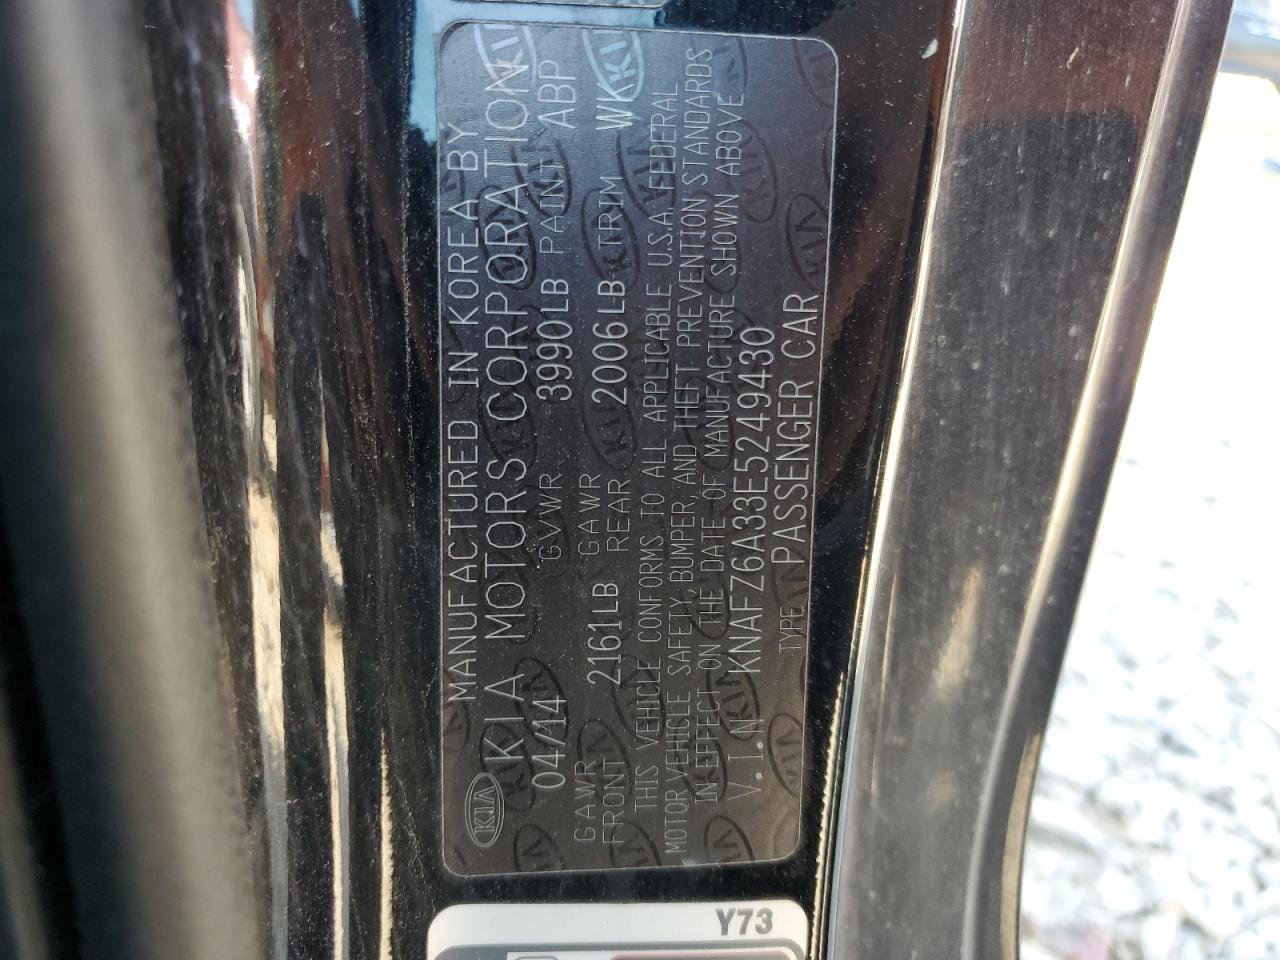 MANUFACTURED IN KOREA BY
KIA KIA MOTORS CORPORATION
04/14 GVWR 3990LB PAINT ABP
GAWR FRONT 2161LB GAWR REAR 2006LB TRIM WK
THIS VEHICLE CONFORMS TO ALL APPLICABLE U.S.A. FEDERAL
MOTOR VEHICLE SAFETY, BUMPER, AND THEFT PREVENTION STANDARDS
IN EFFECT ON THE DATE OF MANUFACTURE SHOWN ABOVE.
V.I.N KNAFZ6A33E5249430
TYPE PASSENGER CAR
Y73